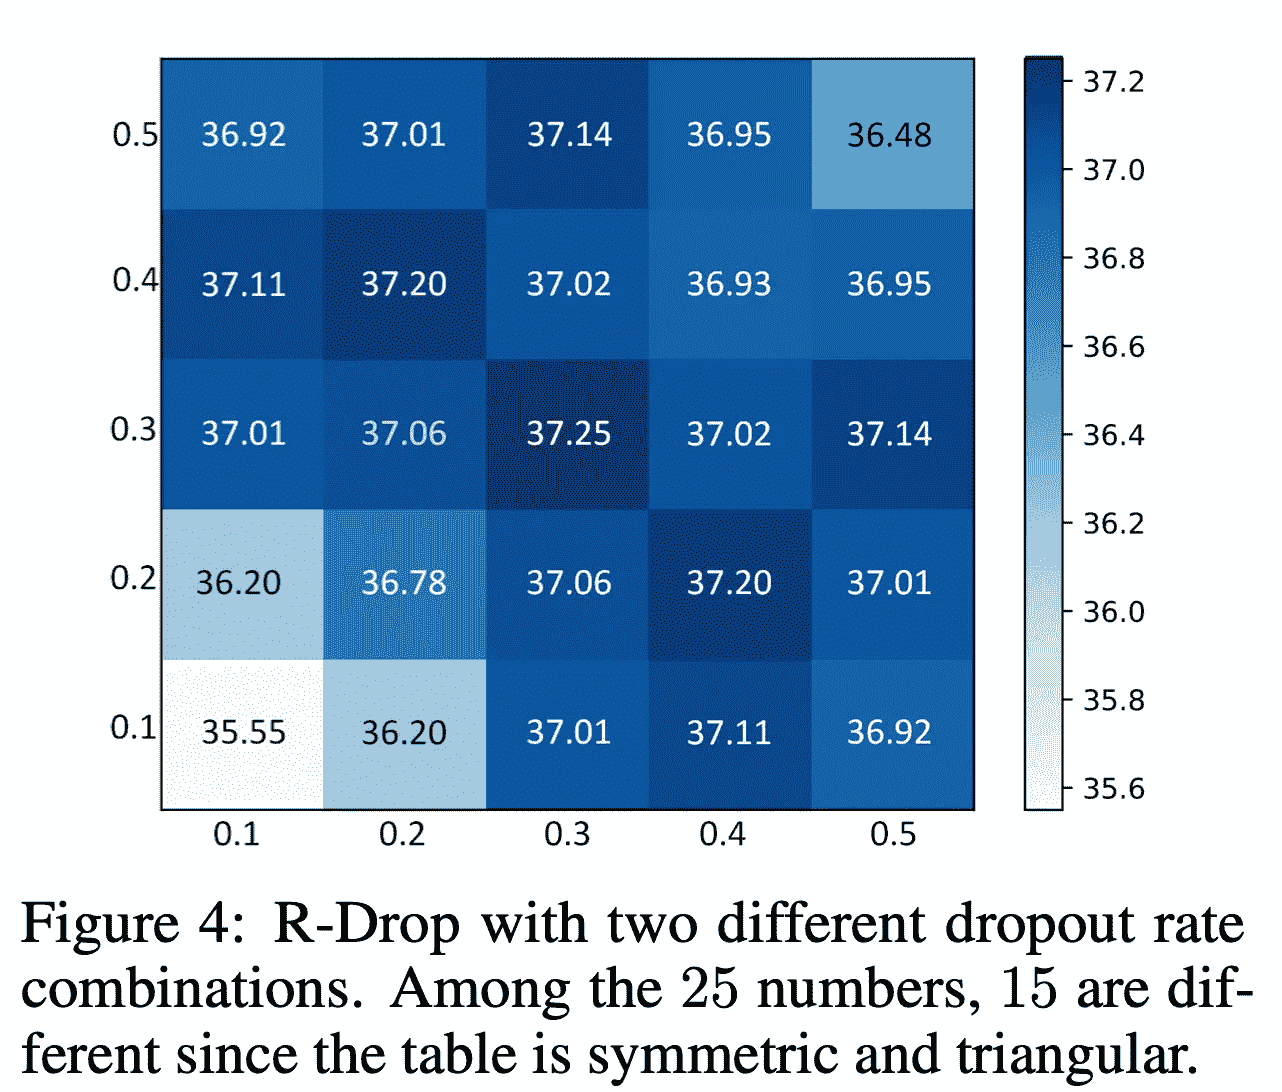 0.5 36.92 37.01 37.14 36.95 36.48
0.4 37.11 37.20 37.02 36.93 36.95
0.3 37.01 37.06 37.25 37.02 37.14
0.2 36.20 36.78 37.06 37.20 37.01
0.1 35.55 36.20 37.01 37.11 36.92
0.1 0.2 0.3 0.4 0.5
37.2
37.0
36.8
36.6
36.4
36.2
36.0
35.8
35.6
Figure 4: R-Drop with two different dropout rate
combinations. Among the 25 numbers, 15 are dif-
ferent since the table is symmetric and triangular.